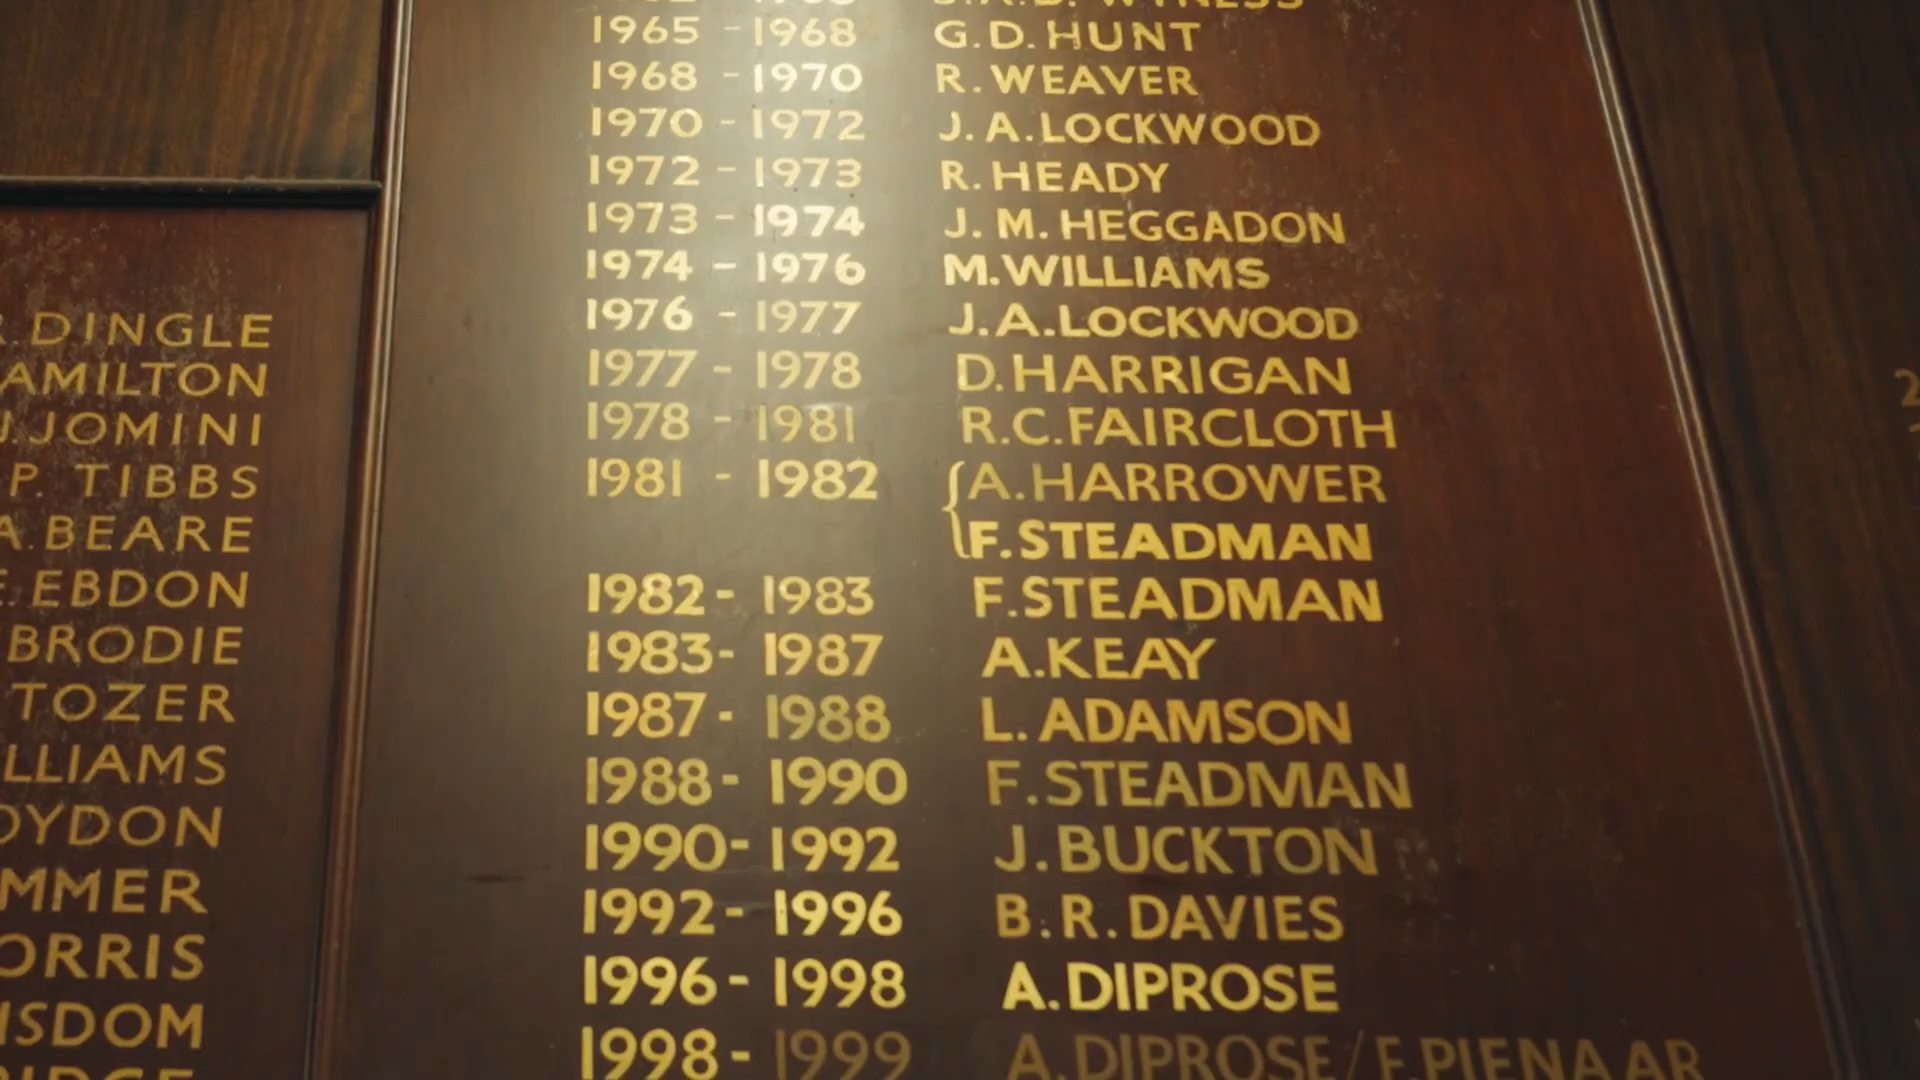 1965 - 1968 G.D. HUNT
1968 - 1970 R. WEAVER
1970 - 1972 J. A. LOCKWOOD
1972 - 1973 R. HEADY
1973 - 1974 J. M. HEGGADON
1974 - 1976 M. WILLIAMS
1976 - 1977 J. A. LOCKWOOD
1977 - 1978 D. HARRIGAN
1978 - 1981 R.C. FAIRCLOTH
1981 - 1982 { A. HARROWER
F. STEADMAN
1982 - 1983 F. STEADMAN
1983 - 1987 A. KEAY
1987 - 1988 L. ADAMSON
1988 - 1990 F. STEADMAN
1990 - 1992 J. BUCKTON
1992 - 1996 B. R. DAVIES
1996 - 1998 A. DIPROSE
1998 - 1999 A. DIPROSE / F. PIENAAR
DINGLE
AMILTON
JOMINI
P. TIBBS
A. BEARE
EBDON
BRODIE
TOZER
LLIAMS
OYDON
MMER
ORRIS
ISDOM